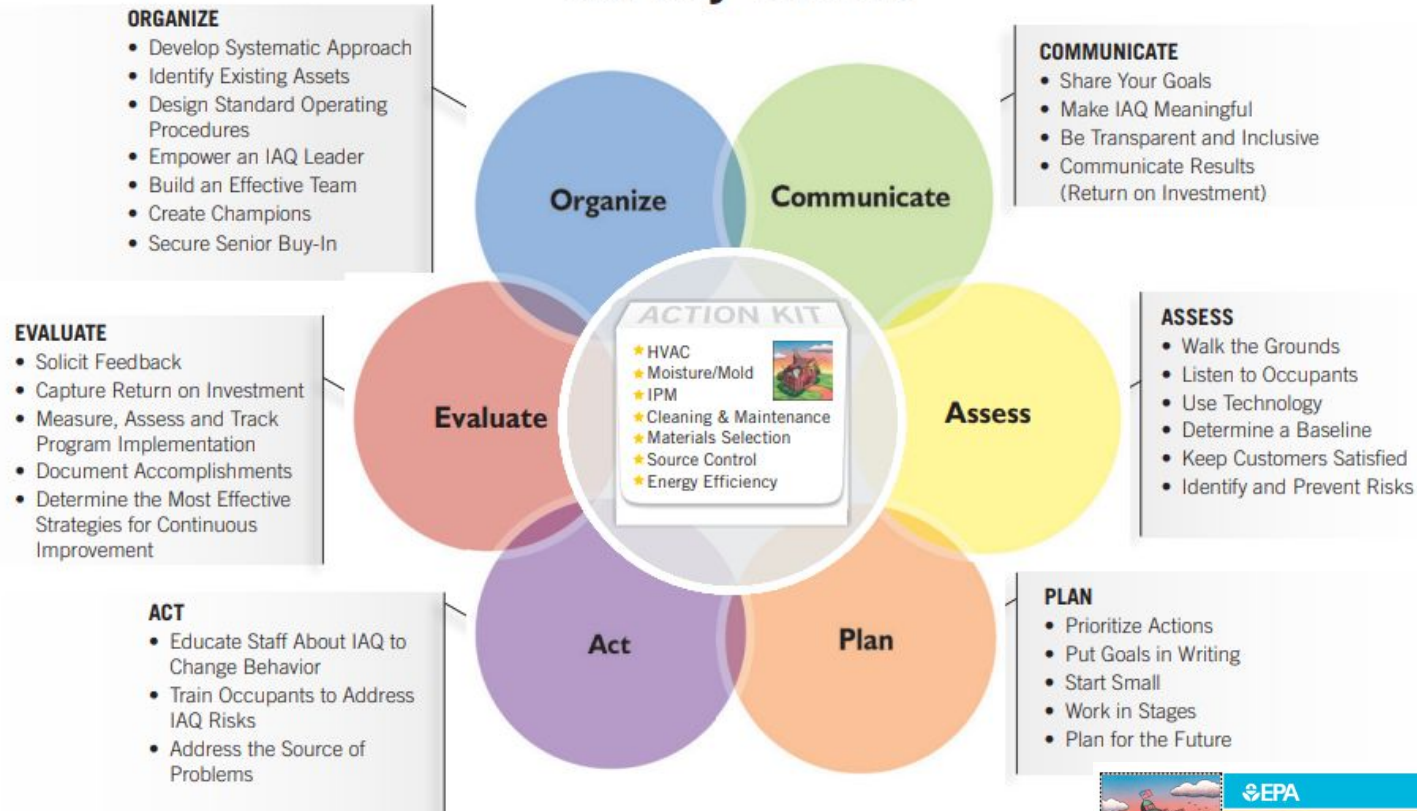 ORGANIZE
• Develop Systematic Approach
• Identify Existing Assets
• Design Standard Operating
Procedures
• Empower an IAQ Leader
• Build an Effective Team
• Create Champions
• Secure Senior Buy-In
COMMUNICATE
• Share Your Goals
• Make IAQ Meaningful
• Be Transparent and Inclusive
• Communicate Results
(Return on Investment)
Organize
Communicate
EVALUATE
• Solicit Feedback
• Capture Return on Investment
• Measure, Assess and Track
Program Implementation
• Document Accomplishments
• Determine the Most Effective
Strategies for Continuous
Improvement
Evaluate
ACTION KIT
HVAC
Moisture/Mold
IPM
Cleaning & Maintenance
Materials Selection
Source Control
Energy Efficiency
Assess
ASSESS
• Walk the Grounds
• Listen to Occupants
• Use Technology
• Determine a Baseline
• Keep Customers Satisfied
• Identify and Prevent Risks
ACT
• Educate Staff About IAQ to
Change Behavior
• Train Occupants to Address
IAQ Risks
• Address the Source of
Problems
Act
Plan
PLAN
• Prioritize Actions
• Put Goals in Writing
• Start Small
• Work in Stages
• Plan for the Future
EPA